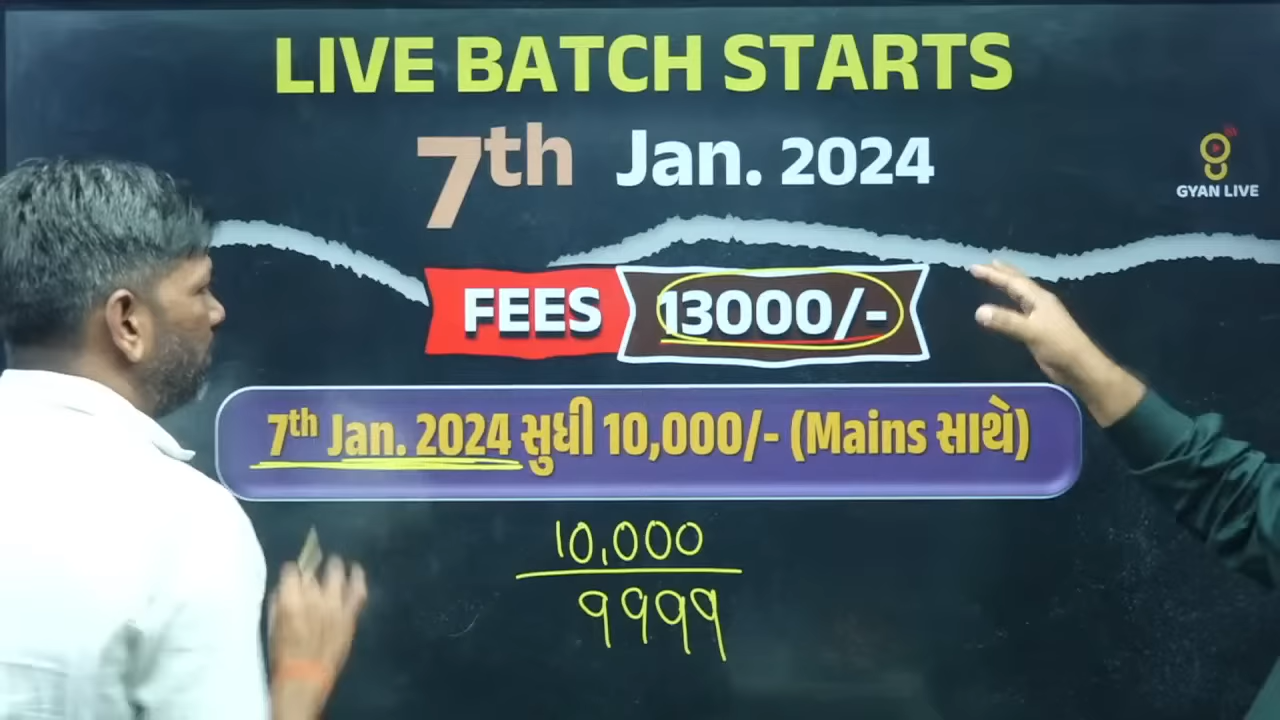 LIVE BATCH STARTS
7th Jan. 2024
GYAN LIVE
FEES 13000/-
7th Jan. 2024 સુધી 10,000/- (Mains સાથે)
10,000
9999